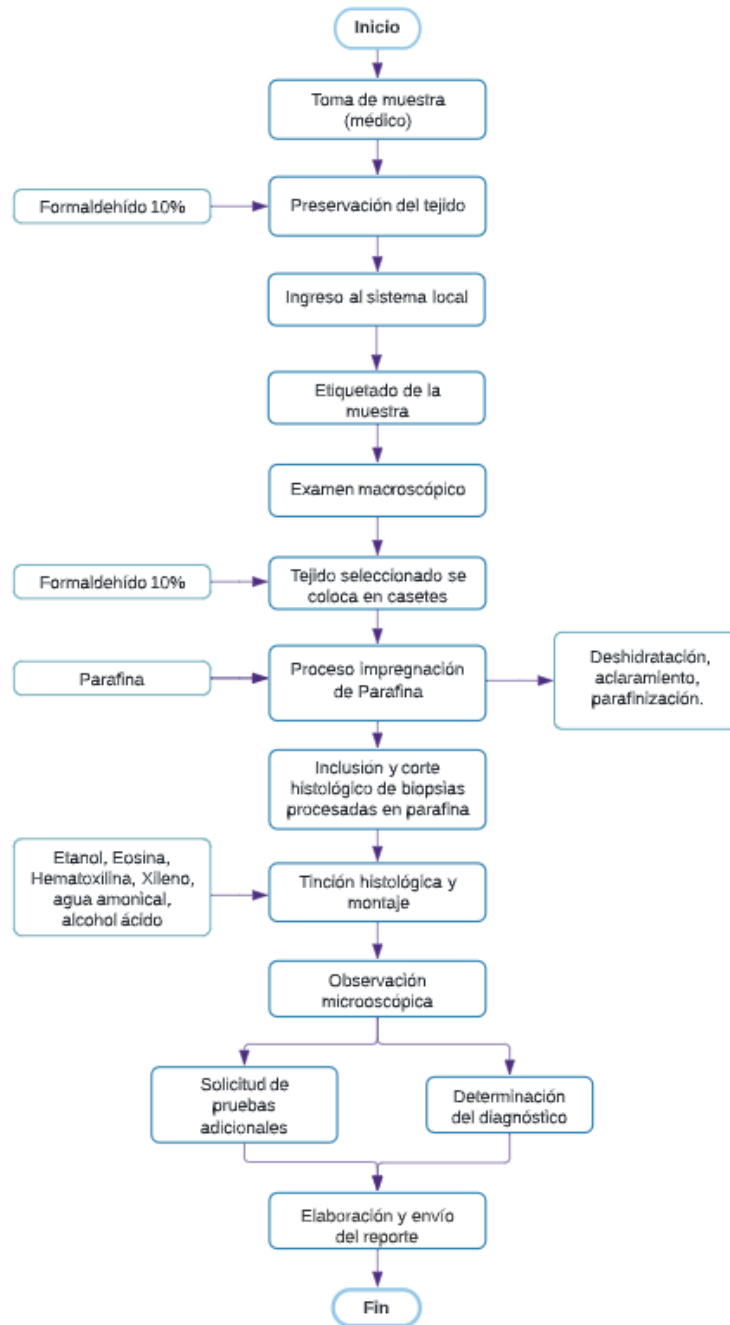 Inicio
Toma de muestra
(médico)
Formaldehído 10%
Preservación del tejido
Ingreso al sistema local
Etiquetado de la
muestra
Examen macroscópico
Formaldehído 10%
Tejido seleccionado se
coloca en casetes
Parafina
Proceso impregnación
de Parafina
Deshidratación,
aclaramiento,
parafinización.
Inclusión y corte
histológico de biopsias
procesadas en parafina
Etanol, Eosina,
Hematoxilina, Xileno,
agua amonical,
alcohol ácido
Tinción histológica y
montaje
Observación
microoscópica
Solicitud de
pruebas
adicionales
Determinación
del diagnóstico
Elaboración y envío
del reporte
Fin